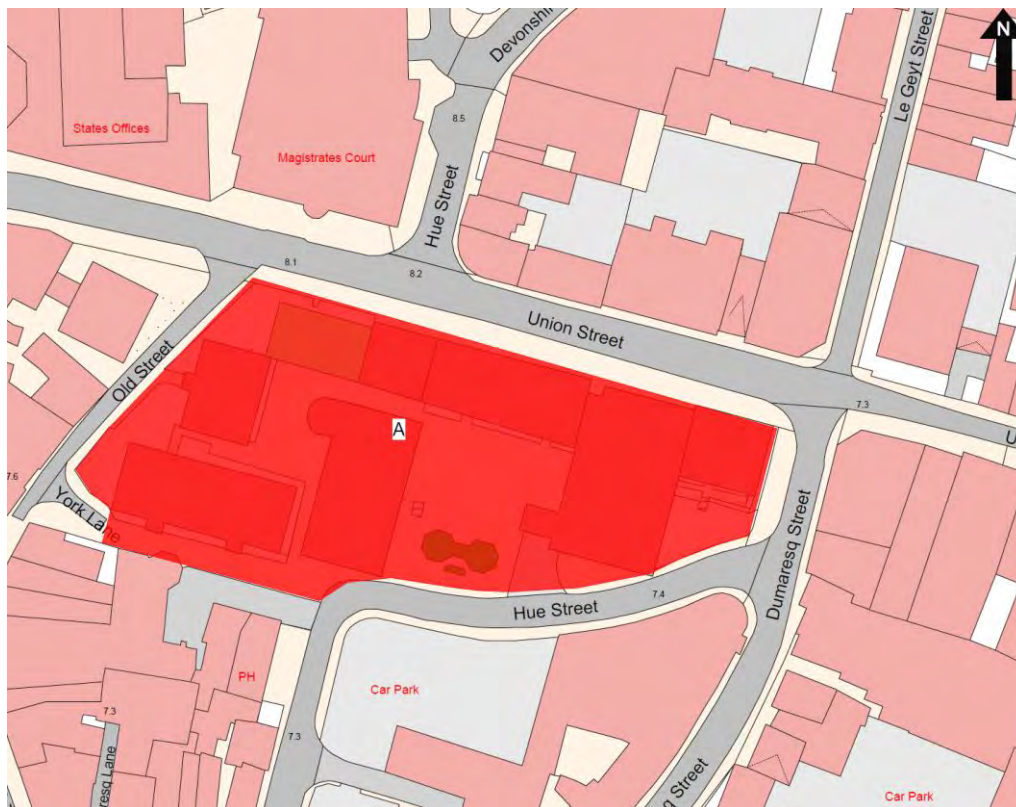 Devonshir
N
Le Geyt Street
States Offices
8.5
Magistrates Court
Hue Street
8.1
8.2
Union Street
Old Street
7.3
U
A
7.6
York Lane
Dumaresq Street
Hue Street
7.4
PH
Car Park
7.3
7.3
resq Lane
q Street
Car Park